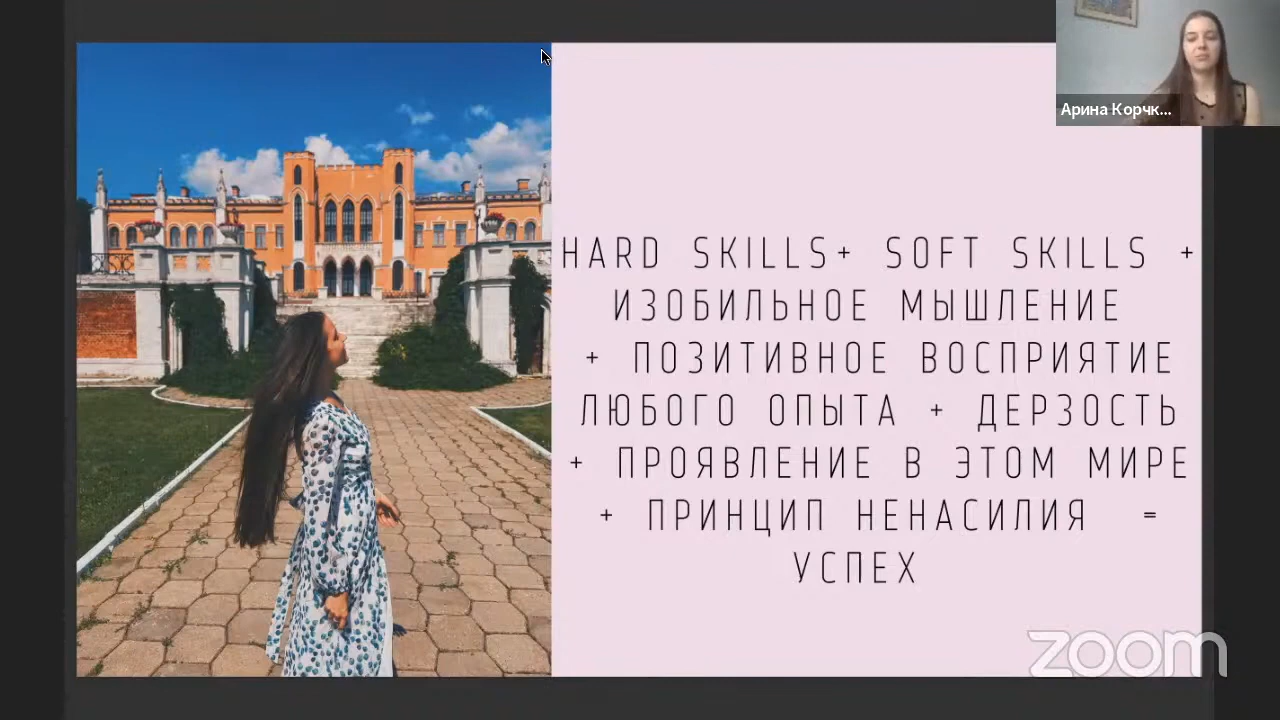 Арина Корчк...
HARD SKILLS+ SOFT SKILLS +
ИЗОБИЛЬНОЕ МЫШЛЕНИЕ
+ ПОЗИТИВНОЕ ВОСПРИЯТИЕ
ЛЮБОГО ОПЫТА + ДЕРЗОСТЬ
+ ПРОЯВЛЕНИЕ В ЭТОМ МИРЕ
+ ПРИНЦИП НЕНАСИЛИЯ =
УСПЕХ
zoom